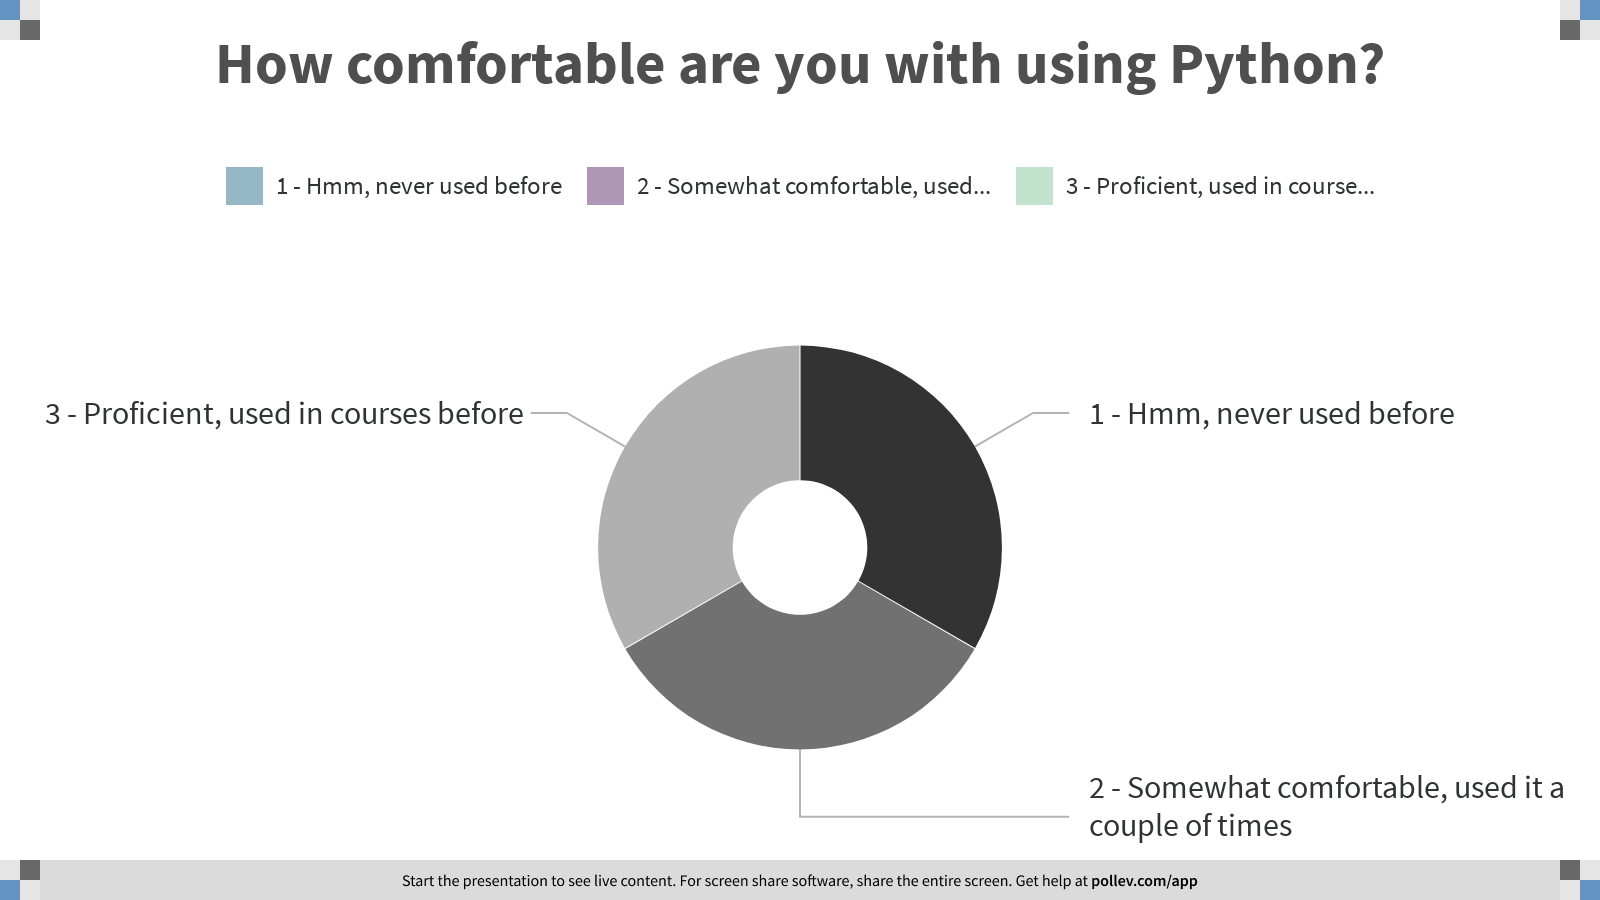 How comfortable are you with using Python?
1 - Hmm, never used before
2 - Somewhat comfortable, used...
3 - Proficient, used in course...
3 - Proficient, used in courses before
1 - Hmm, never used before
2 - Somewhat comfortable, used it a
couple of times
Start the presentation to see live content. For screen share software, share the entire screen. Get help at pollev.com/app